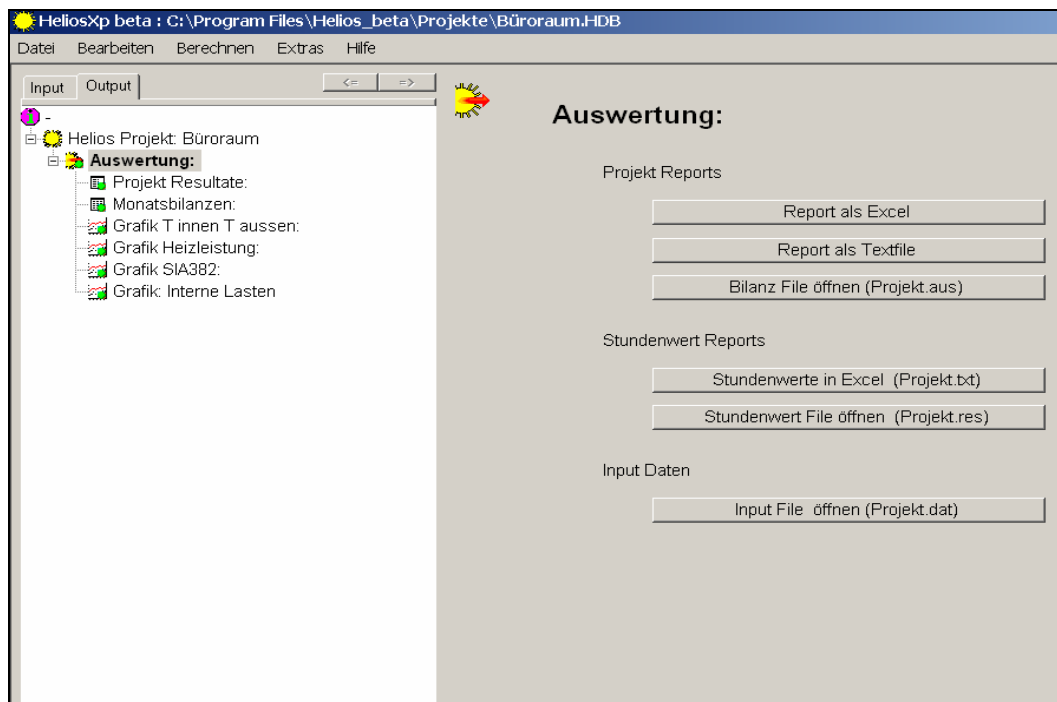 HeliosXp beta : C:\Program Files\Helios_beta\Projekte\Büroraum.HDB
Datei Bearbeiten Berechnen Extras Hilfe
Input Output <= =>
-
Helios Projekt: Büroraum
Auswertung:
Projekt Resultate:
Monatsbilanzen:
Grafik T innen T aussen:
Grafik Heizleistung:
Grafik SIA382:
Grafik: Interne Lasten
Auswertung:
Projekt Reports
Report als Excel
Report als Textfile
Bilanz File öffnen (Projekt.aus)
Stundenwert Reports
Stundenwerte in Excel (Projekt.txt)
Stundenwert File öffnen (Projekt.res)
Input Daten
Input File öffnen (Projekt.dat)